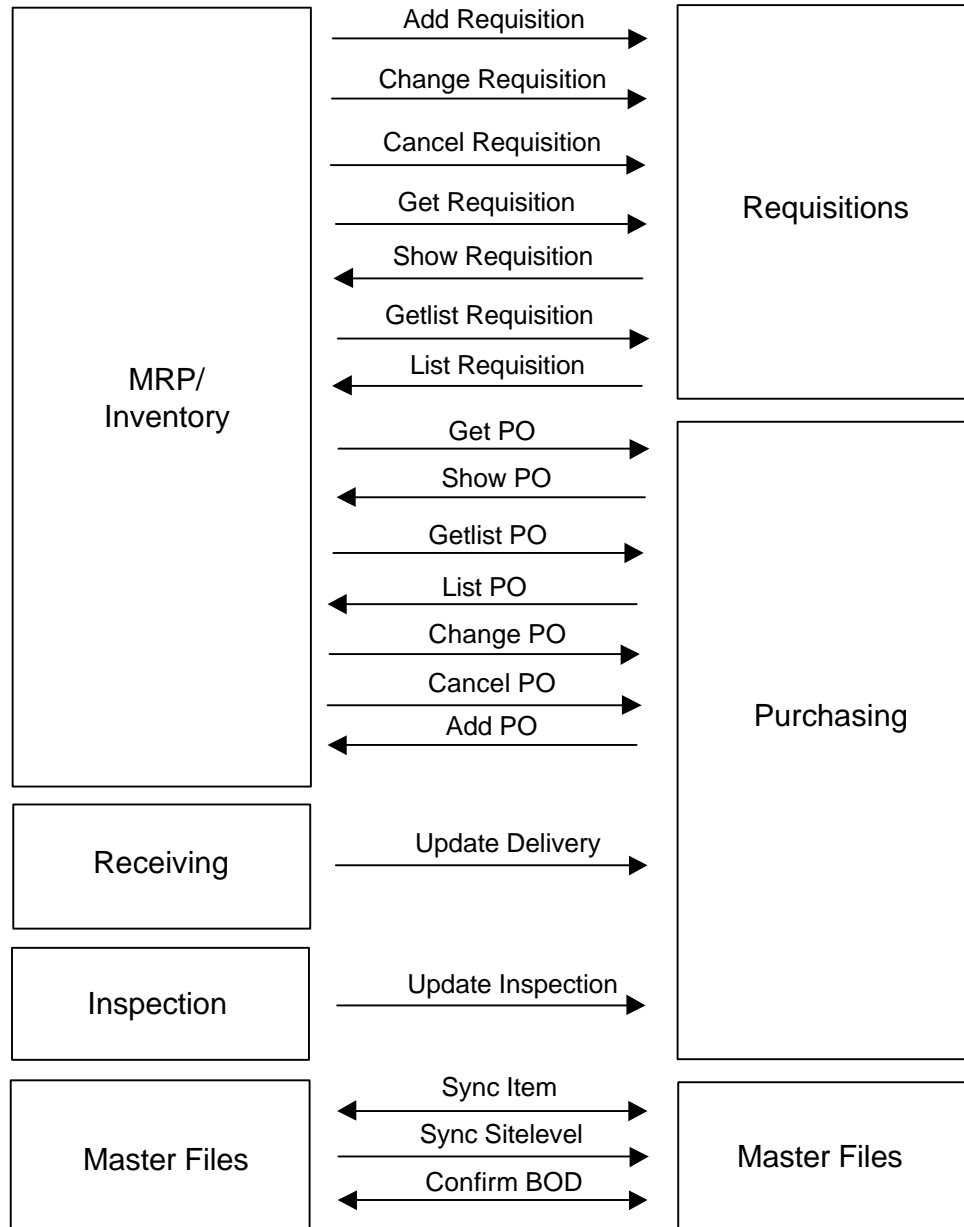 Add Requisition
Change Requisition
Cancel Requisition
Get Requisition
Show Requisition
Getlist Requisition
List Requisition
MRP/
Inventory
Requisitions
Get PO
Show PO
Getlist PO
List PO
Change PO
Cancel PO
Add PO
Purchasing
Receiving
Update Delivery
Inspection
Update Inspection
Master Files
Sync Item
Sync Sitelevel
Confirm BOD
Master Files